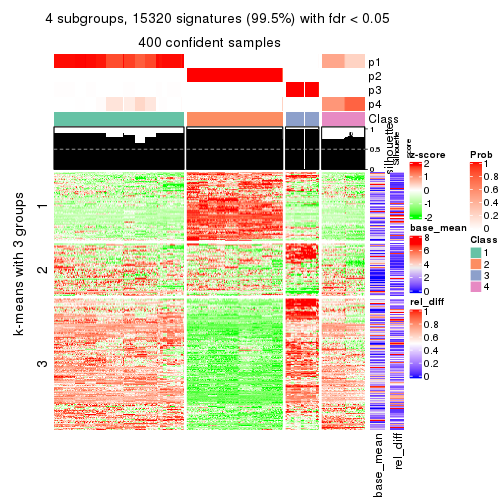 4 subgroups, 15320 signatures (99.5%) with fdr < 0.05
400 confident samples
p1
p2
p3
p4
Class
1
0.5
0
silhouette
Silhouette
score
k-means with 3 groups
1
2
3
base_mean
rel_diff
z-score
2
1
0
-1
-2
base_mean
8
6
4
2
0
rel_diff
1
0.8
0.6
0.4
0.2
0
Prob
1
0.8
0.6
0.4
0.2
0
Class
1
2
3
4